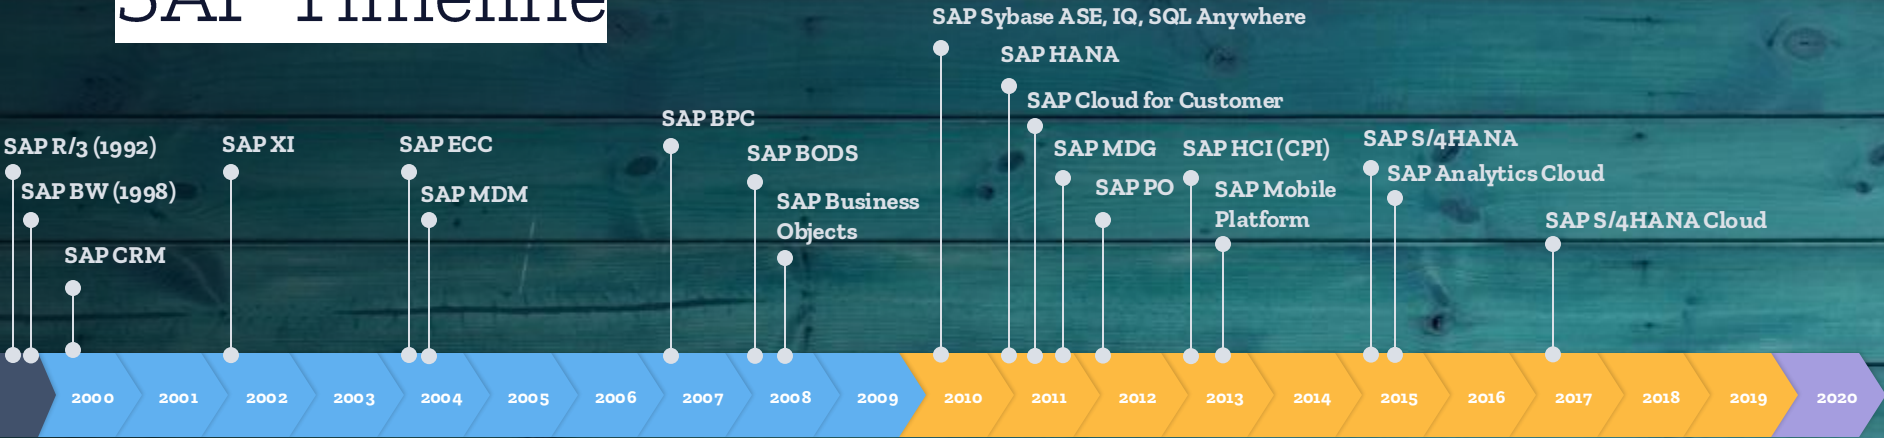 SAP Timeline
SAP Sybase ASE, IQ, SQL Anywhere
SAP HANA
SAP Cloud for Customer
SAP BPC
SAP R/3 (1992)
SAP XI
SAP ECC
SAP BODS
SAP MDG
SAP HCI (CPI)
SAP S/4HANA
SAP BW (1998)
SAP MDM
SAP Business
Objects
SAP PO
SAP Mobile
Platform
SAP Analytics Cloud
SAP CRM
SAP S/4HANA Cloud
2000 2001 2002 2003 2004 2005 2006 2007 2008 2009 2010 2011 2012 2013 2014 2015 2016 2017 2018 2019 2020